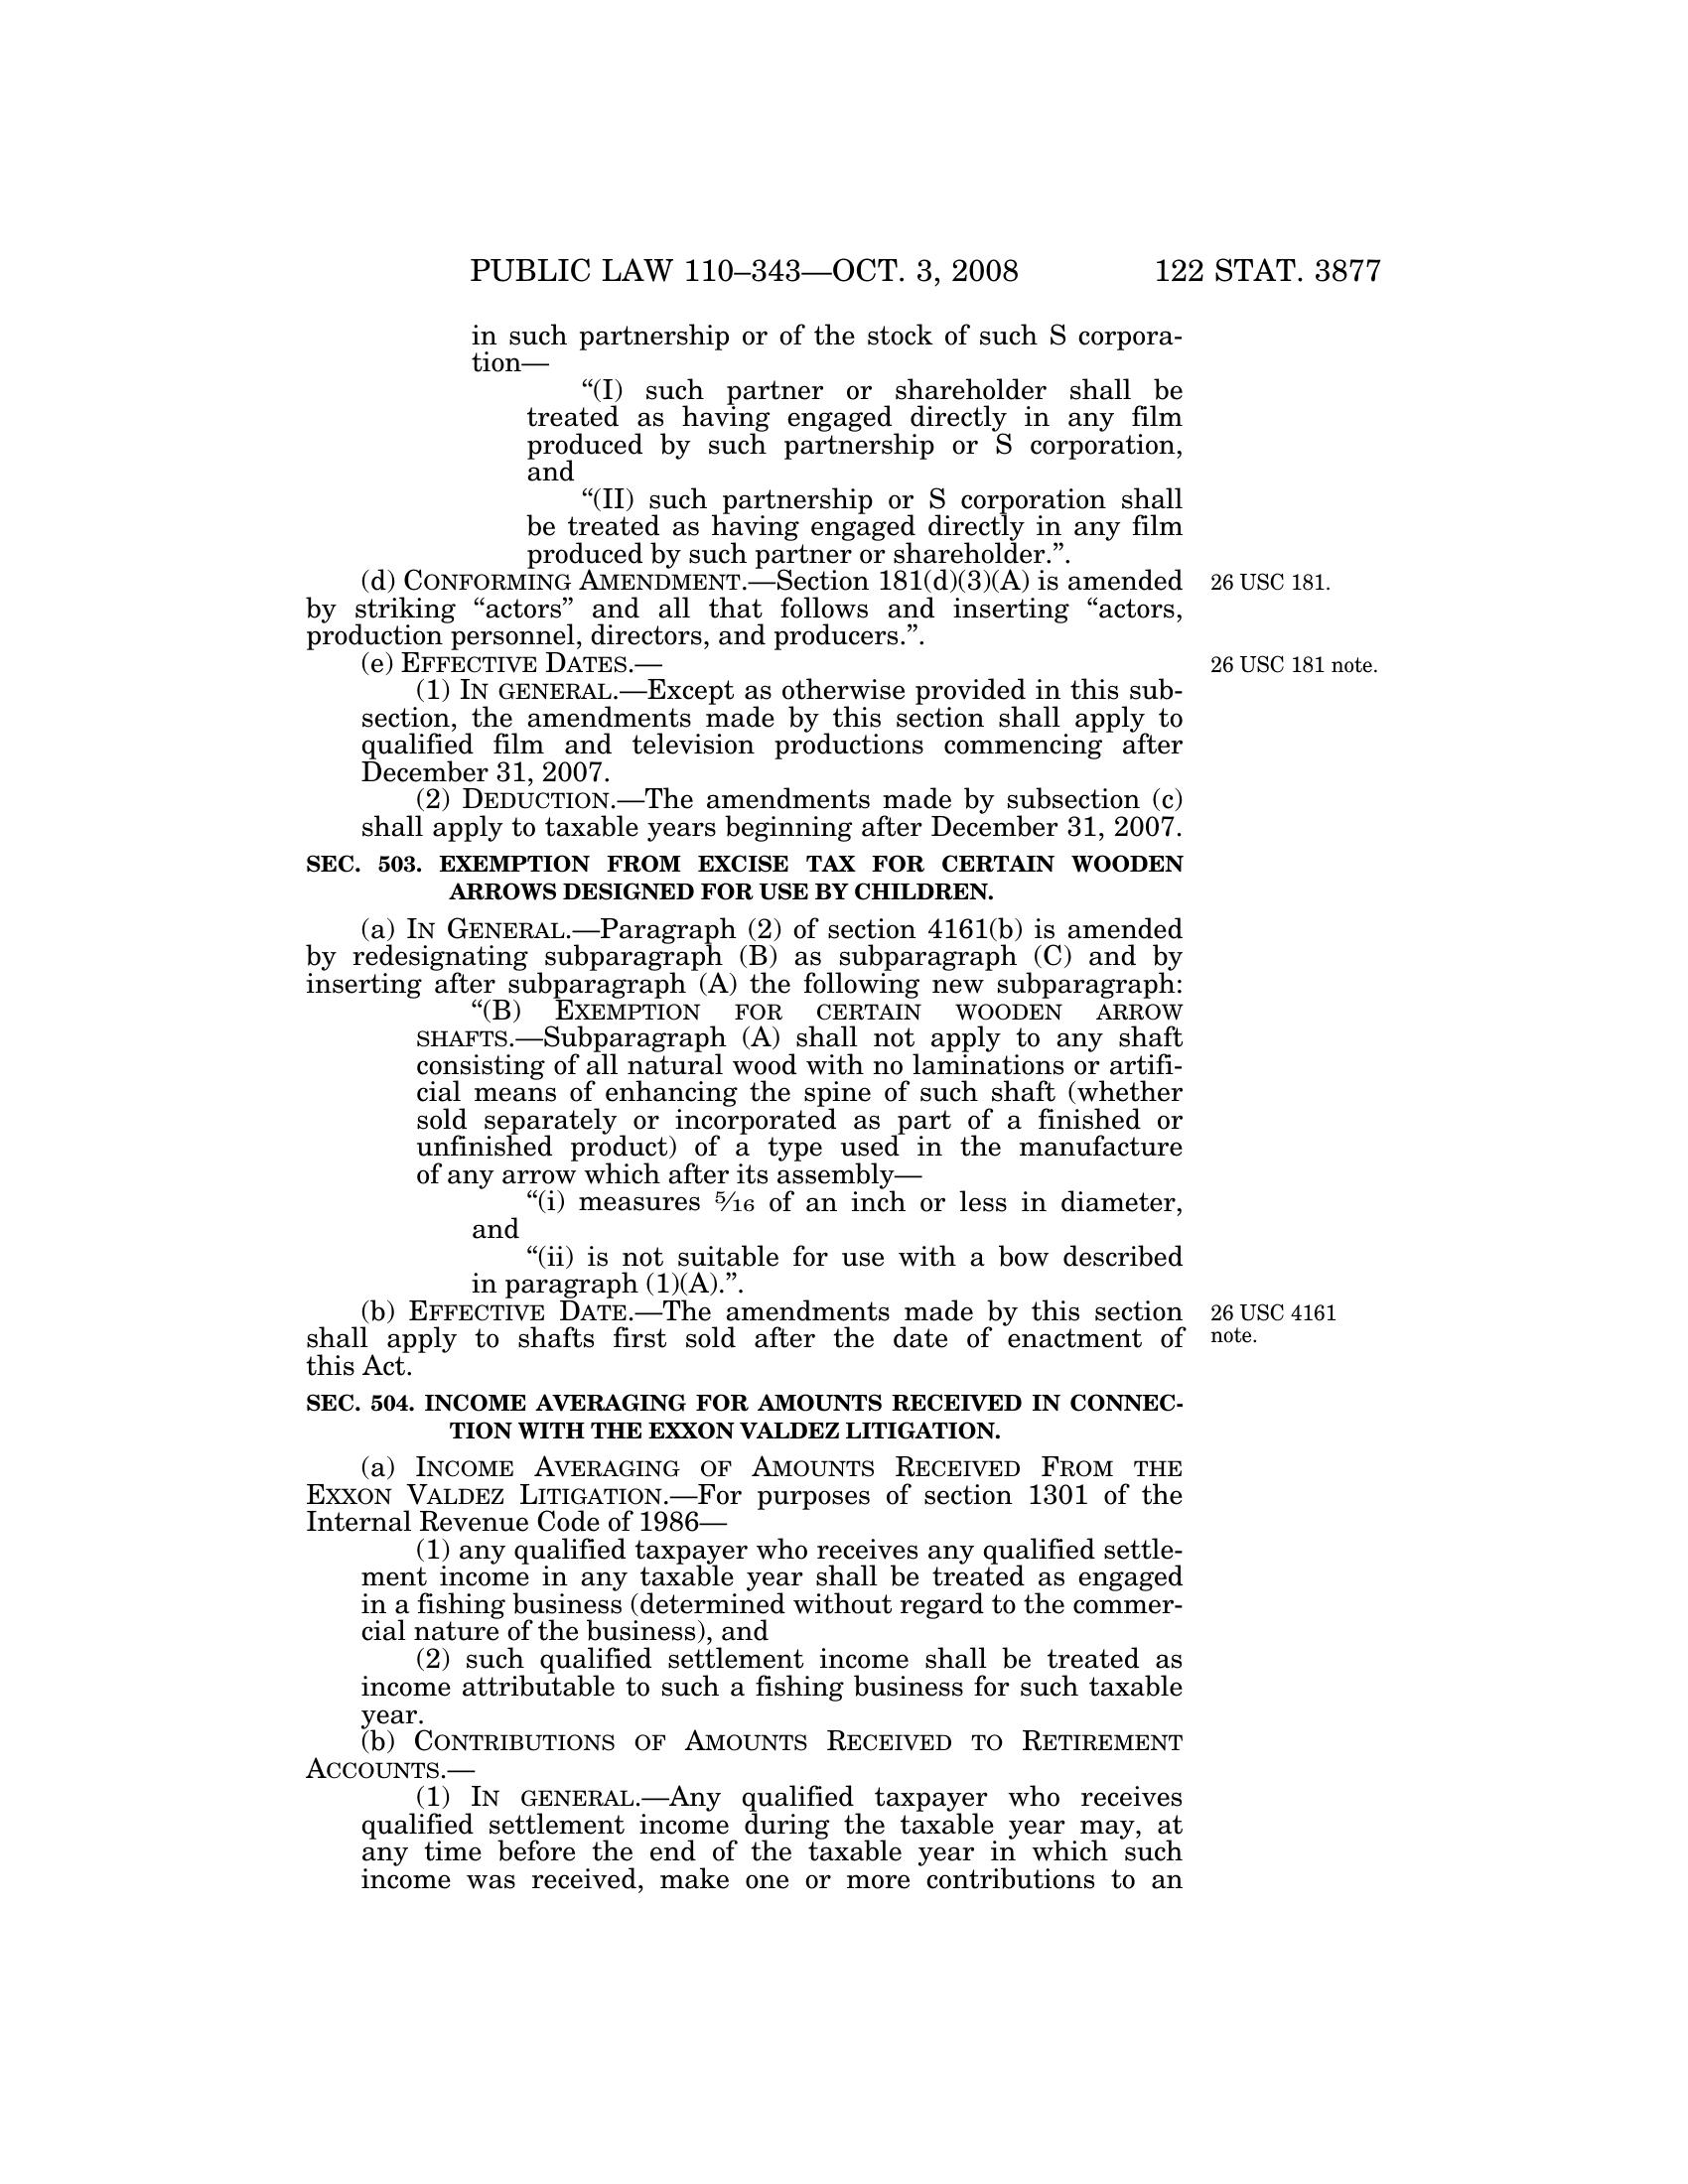 PUBLIC LAW 110–343—OCT. 3, 2008 122 STAT. 3877
in such partnership or of the stock of such S corpora-
tion—
“(I) such partner or shareholder shall be
treated as having engaged directly in any film
produced by such partnership or S corporation,
and
“(II) such partnership or S corporation shall
be treated as having engaged directly in any film
produced by such partner or shareholder.”.
(d) CONFORMING AMENDMENT.—Section 181(d)(3)(A) is amended
by striking “actors” and all that follows and inserting “actors,
production personnel, directors, and producers.”.
(e) EFFECTIVE DATES.—
(1) IN GENERAL.—Except as otherwise provided in this sub-
section, the amendments made by this section shall apply to
qualified film and television productions commencing after
December 31, 2007.
(2) DEDUCTION.—The amendments made by subsection (c)
shall apply to taxable years beginning after December 31, 2007.
SEC. 503. EXEMPTION FROM EXCISE TAX FOR CERTAIN WOODEN
ARROWS DESIGNED FOR USE BY CHILDREN.
(a) IN GENERAL.—Paragraph (2) of section 4161(b) is amended
by redesignating subparagraph (B) as subparagraph (C) and by
inserting after subparagraph (A) the following new subparagraph:
“(B) EXEMPTION FOR CERTAIN WOODEN ARROW
SHAFTS.—Subparagraph (A) shall not apply to any shaft
consisting of all natural wood with no laminations or artifi-
cial means of enhancing the spine of such shaft (whether
sold separately or incorporated as part of a finished or
unfinished product) of a type used in the manufacture
of any arrow which after its assembly—
“(i) measures 5⁄16 of an inch or less in diameter,
and
“(ii) is not suitable for use with a bow described
in paragraph (1)(A).”.
(b) EFFECTIVE DATE.—The amendments made by this section
shall apply to shafts first sold after the date of enactment of
this Act.
SEC. 504. INCOME AVERAGING FOR AMOUNTS RECEIVED IN CONNEC-
TION WITH THE EXXON VALDEZ LITIGATION.
(a) INCOME AVERAGING OF AMOUNTS RECEIVED FROM THE
EXXON VALDEZ LITIGATION.—For purposes of section 1301 of the
Internal Revenue Code of 1986—
(1) any qualified taxpayer who receives any qualified settle-
ment income in any taxable year shall be treated as engaged
in a fishing business (determined without regard to the commer-
cial nature of the business), and
(2) such qualified settlement income shall be treated as
income attributable to such a fishing business for such taxable
year.
(b) CONTRIBUTIONS OF AMOUNTS RECEIVED TO RETIREMENT
ACCOUNTS.—
(1) IN GENERAL.—Any qualified taxpayer who receives
qualified settlement income during the taxable year may, at
any time before the end of the taxable year in which such
income was received, make one or more contributions to an
26 USC 181.
26 USC 181 note.
26 USC 4161
note.